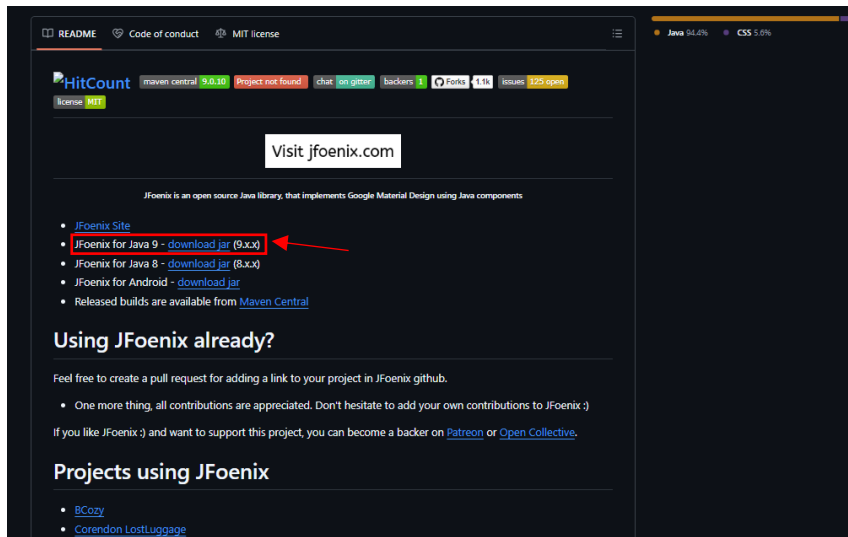 README Code of conduct MIT license
Java 94.4% CSS 5.6%
HitCount maven central 9.0.10 Project not found chat on gitter backers 1 Forks 1.1k issues 125 open
license MIT
Visit jfoenix.com
JFoenix is an open source Java library, that implements Google Material Design using Java components
JFoenix Site
JFoenix for Java 9 - download jar (9.x.x)
JFoenix for Java 8 - download jar (8.x.x)
JFoenix for Android - download jar
Released builds are available from Maven Central
Using JFoenix already?
Feel free to create a pull request for adding a link to your project in JFoenix github.
One more thing, all contributions are appreciated. Don't hesitate to add your own contributions to JFoenix :)
If you like JFoenix :) and want to support this project, you can become a backer on Patreon or Open Collective.
Projects using JFoenix
BCozy
Corendon LostLuggage